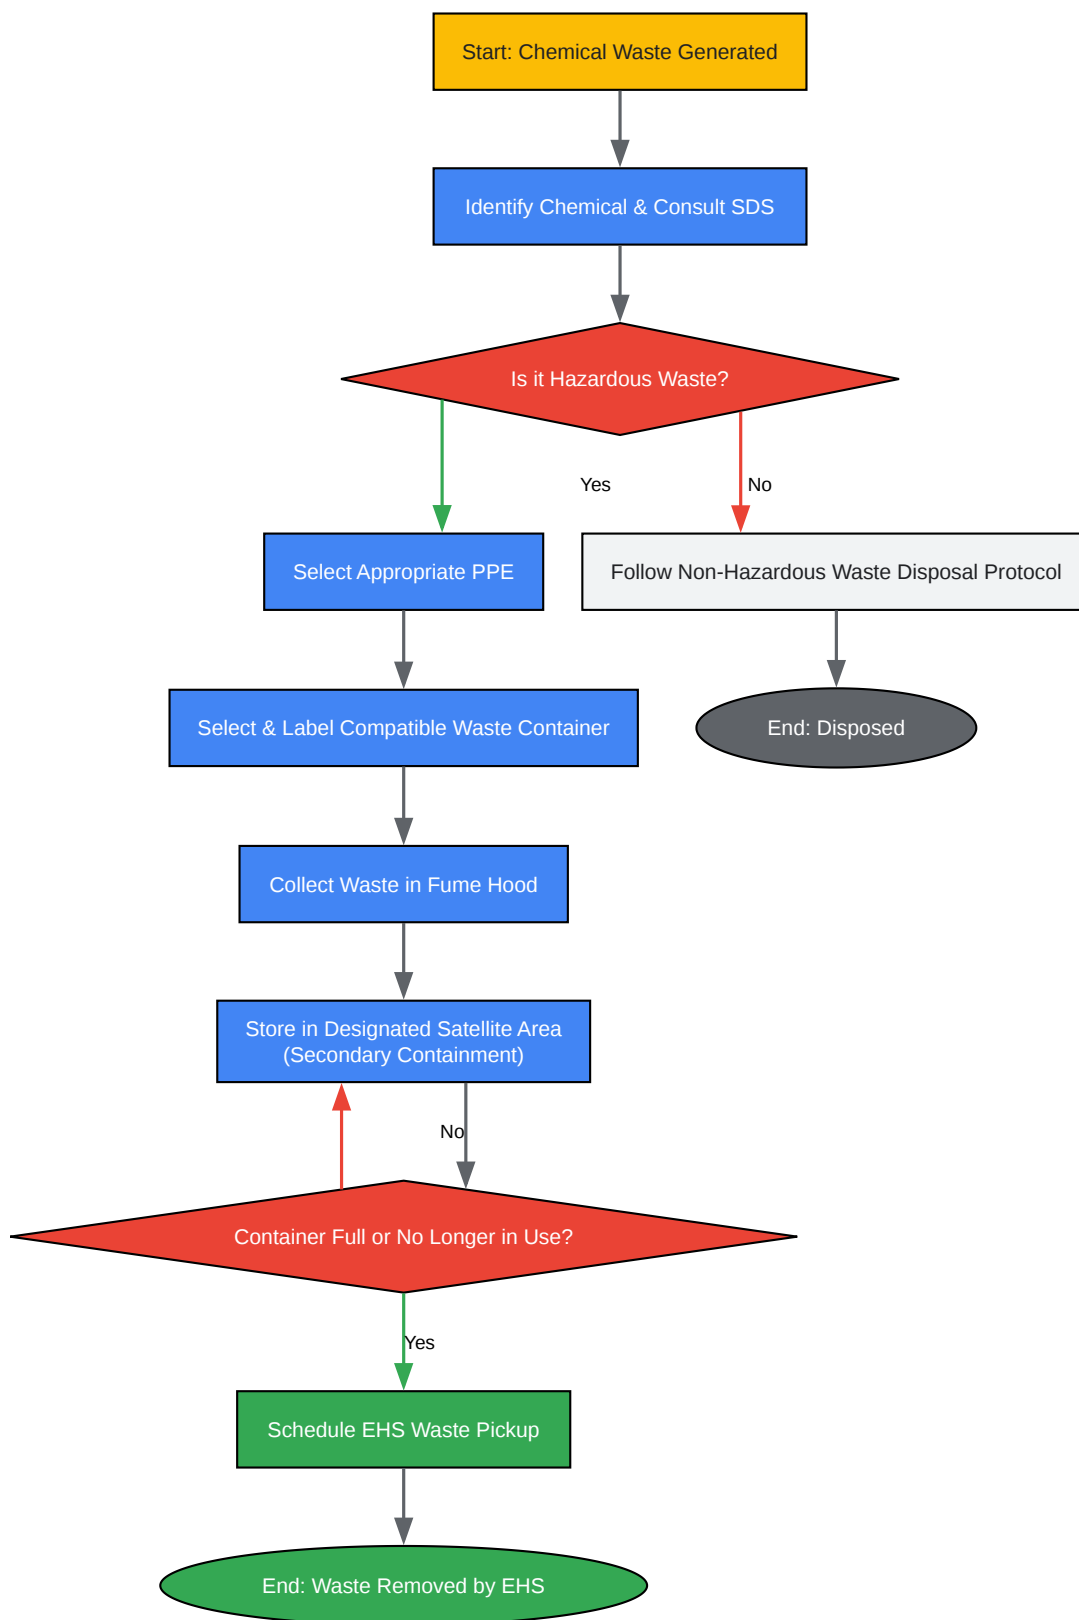 Start: Chemical Waste Generated
Identify Chemical & Consult SDS
Is it Hazardous Waste?
Yes
No
Select Appropriate PPE
Follow Non-Hazardous Waste Disposal Protocol
Select & Label Compatible Waste Container
End: Disposed
Collect Waste in Fume Hood
Store in Designated Satellite Area
(Secondary Containment)
No
Container Full or No Longer in Use?
Yes
Schedule EHS Waste Pickup
End: Waste Removed by EHS